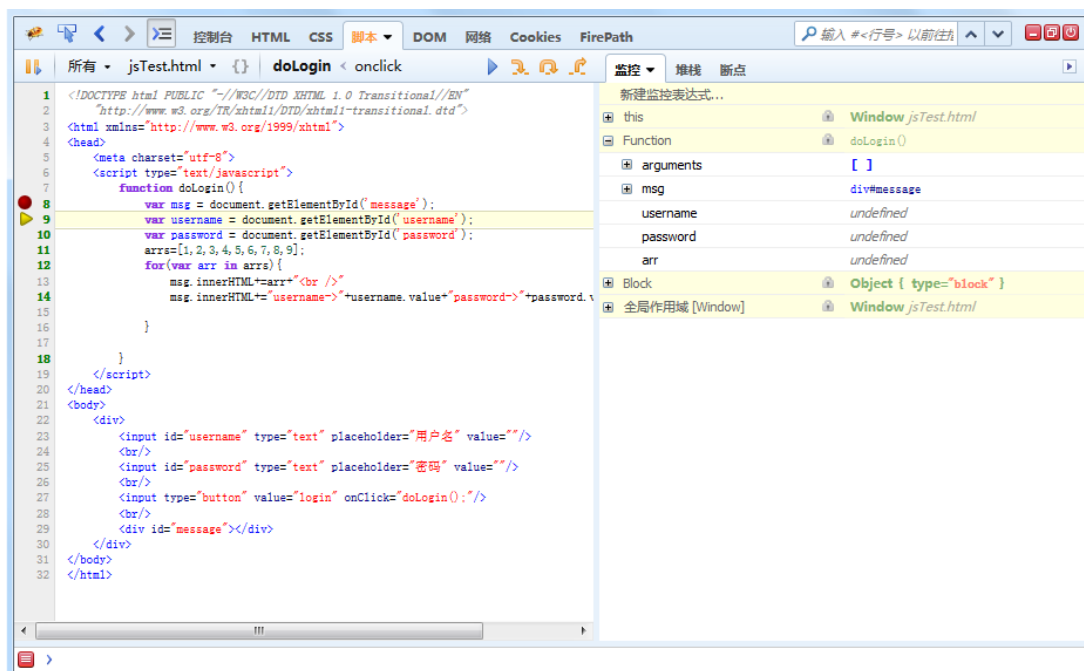 控制台 HTML CSS 脚本 DOM 网络 Cookies FirePath 输入 #<行号> 以前往
所有 jsTest.html {} doLogin < onclick 监控 堆栈 断点
1 <!DOCTYPE html PUBLIC "-//W3C//DTD XHTML 1.0 Transitional//EN"
2 "http://www.w3.org/TR/xhtml1/DTD/xhtml1-transitional.dtd">
3 <html xmlns="http://www.w3.org/1999/xhtml">
4 <head>
5 <meta charset="utf-8">
6 <script type="text/javascript">
7 function doLogin(){
8 var msg = document.getElementById('message');
9 var username = document.getElementById('username');
10 var password = document.getElementById('password');
11 arrs=[1,2,3,4,5,6,7,8,9];
12 for(var arr in arrs){
13 msg.innerHTML+=arr+"<br />"
14 msg.innerHTML+="username->"+username.value+"password->"+password.v
15
16 }
17
18 }
19 </script>
20 </head>
21 <body>
22 <div>
23 <input id="username" type="text" placeholder="用户名" value=""/>
24 <br/>
25 <input id="password" type="text" placeholder="密码" value=""/>
26 <br/>
27 <input type="button" value="login" onClick="doLogin();"/>
28 <br/>
29 <div id="message"></div>
30 </div>
31 </body>
32 </html>
新建监控表达式...
this Window jsTest.html
Function doLogin()
arguments [ ]
msg div#message
username undefined
password undefined
arr undefined
Block Object { type="block" }
全局作用域 [Window] Window jsTest.html